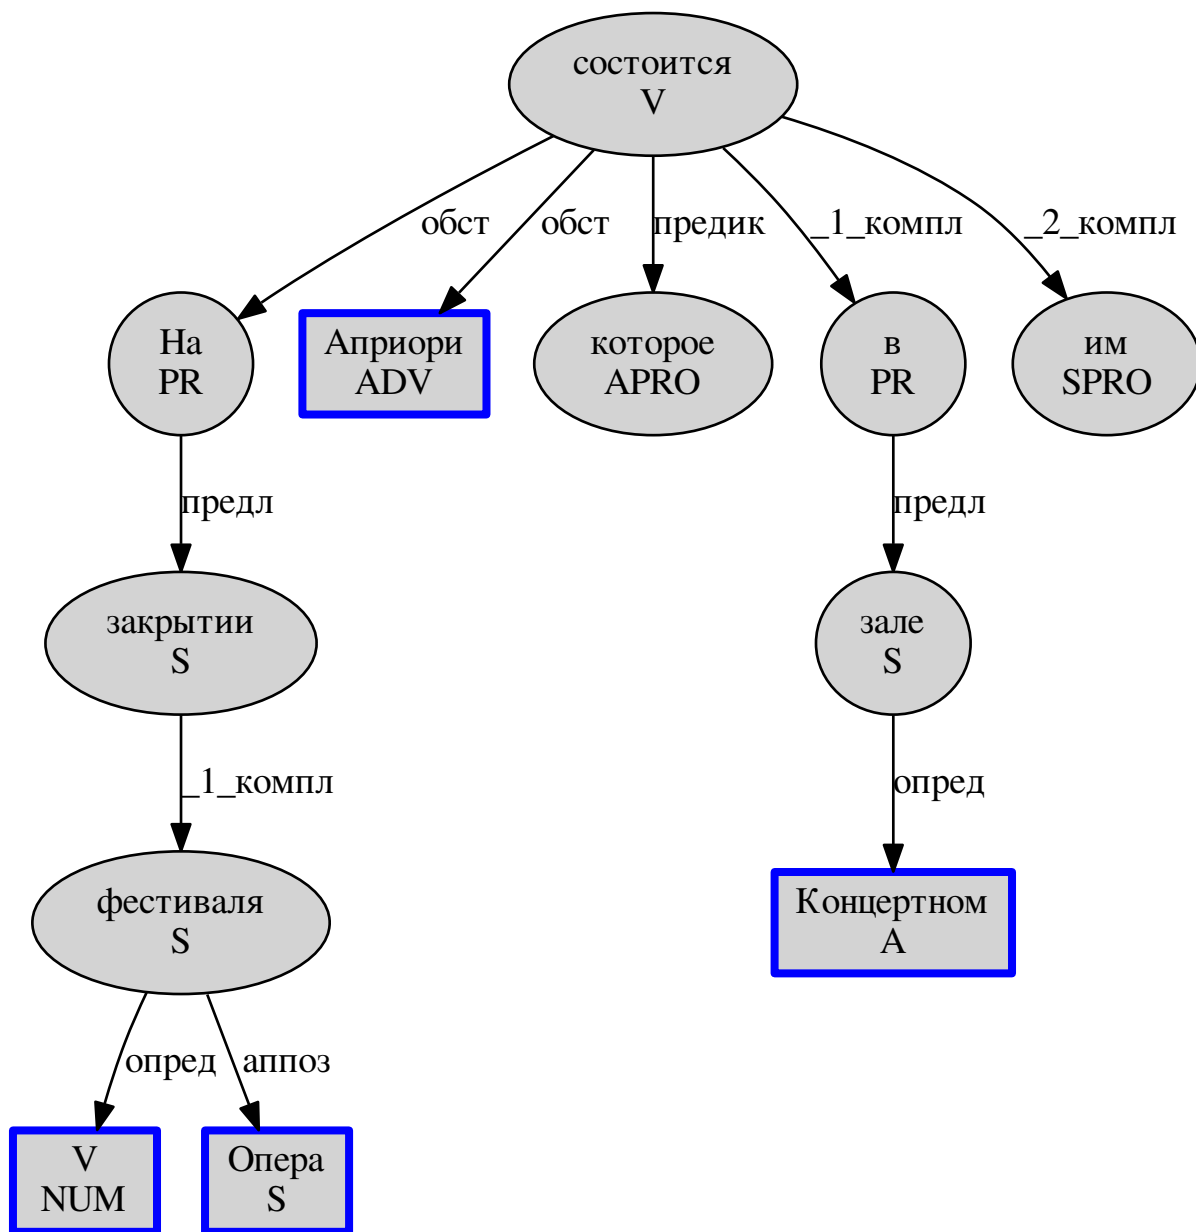 состоится
V
обст
обст
предик
_1_компл
_2_компл
На
PR
Априори
ADV
которое
APRO
в
PR
им
SPRO
предл
предл
закрытии
S
зале
S
_1_компл
опред
фестиваля
S
Концертном
A
опред
аппоз
V
NUM
Опера
S